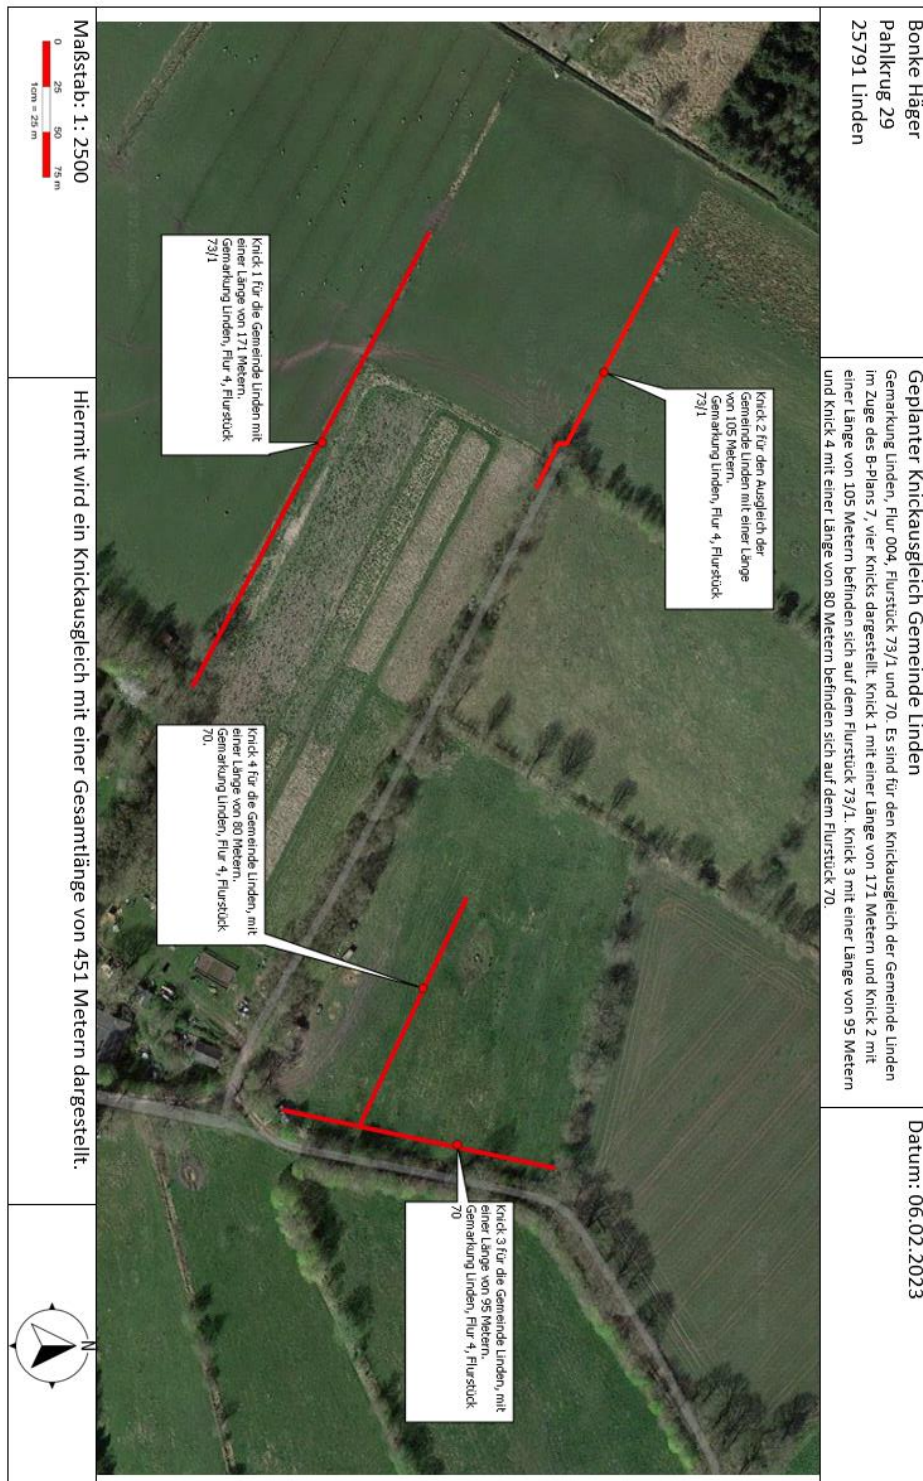 Bonke Häger
Pahlkrug 29
25791 Linden
Geplanter Knickausgleich Gemeinde Linden
Gemarkung Linden, Flur 004, Flurstück 73/1 und 70. Es sind für den Knickausgleich der Gemeinde Linden
im Zuge des B-Plans 7, vier Knicks dargestellt. Knick 1 mit einer Länge von 171 Metern und Knick 2 mit
einer Länge von 105 Metern befinden sich auf dem Flurstück 73/1. Knick 3 mit einer Länge von 95 Metern
und Knick 4 mit einer Länge von 80 Metern befinden sich auf dem Flurstück 70.
Datum: 06.02.2023
Knick 2 für den Ausgleich der
Gemeinde Linden mit einer Länge
von 105 Metern.
Gemarkung Linden, Flur 4, Flurstück
73/1
Knick 3 für die Gemeinde Linden, mit
einer Länge von 95 Metern.
Gemarkung Linden, Flur 4, Flurstück
70
Knick 1 für die Gemeinde Linden mit
einer Länge von 171 Metern.
Gemarkung Linden, Flur 4, Flurstück
73/1
Knick 4 für die Gemeinde Linden, mit
einer Länge von 80 Metern.
Gemarkung Linden, Flur 4, Flurstück
70.
Maßstab: 1: 2500
0 25 50 75 m
1cm = 25 m
Hiermit wird ein Knickausgleich mit einer Gesamtlänge von 451 Metern dargestellt.
N